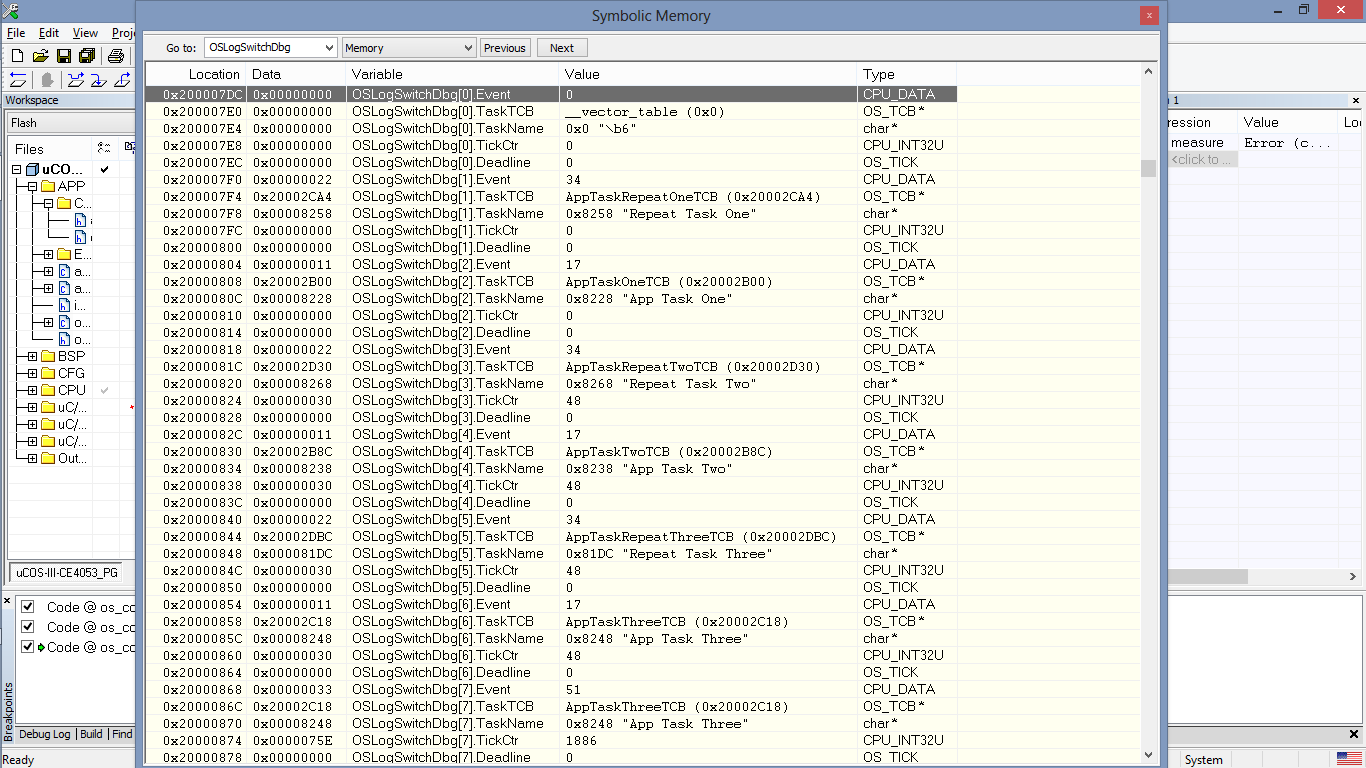 Symbolic Memory
File Edit View Proj
Go to: OSLogSwitchDbg Memory Previous Next
Workspace
Flash
Files
uCO...
APP
C...
E...
a...
a...
i...
o...
o...
BSP
CFG
CPU
uC/...
uC/...
uC/...
Out...
uCOS-III-CE4053_PG
Location Data Variable Value Type
0x200007DC 0x00000000 OSLogSwitchDbg[0].Event 0 CPU_DATA
0x200007E0 0x00000000 OSLogSwitchDbg[0].TaskTCB __vector_table (0x0) OS_TCB*
0x200007E4 0x00000000 OSLogSwitchDbg[0].TaskName 0x0 "\b6" char*
0x200007E8 0x00000000 OSLogSwitchDbg[0].TickCtr 0 CPU_INT32U
0x200007EC 0x00000000 OSLogSwitchDbg[0].Deadline 0 OS_TICK
0x200007F0 0x00000022 OSLogSwitchDbg[1].Event 34 CPU_DATA
0x200007F4 0x20002CA4 OSLogSwitchDbg[1].TaskTCB AppTaskRepeatOneTCB (0x20002CA4) OS_TCB*
0x200007F8 0x00008258 OSLogSwitchDbg[1].TaskName 0x8258 "Repeat Task One" char*
0x200007FC 0x00000000 OSLogSwitchDbg[1].TickCtr 0 CPU_INT32U
0x20000800 0x00000000 OSLogSwitchDbg[1].Deadline 0 OS_TICK
0x20000804 0x00000011 OSLogSwitchDbg[2].Event 17 CPU_DATA
0x20000808 0x20002B00 OSLogSwitchDbg[2].TaskTCB AppTaskOneTCB (0x20002B00) OS_TCB*
0x2000080C 0x00008228 OSLogSwitchDbg[2].TaskName 0x8228 "App Task One" char*
0x20000810 0x00000000 OSLogSwitchDbg[2].TickCtr 0 CPU_INT32U
0x20000814 0x00000000 OSLogSwitchDbg[2].Deadline 0 OS_TICK
0x20000818 0x00000022 OSLogSwitchDbg[3].Event 34 CPU_DATA
0x2000081C 0x20002D30 OSLogSwitchDbg[3].TaskTCB AppTaskRepeatTwoTCB (0x20002D30) OS_TCB*
0x20000820 0x00008268 OSLogSwitchDbg[3].TaskName 0x8268 "Repeat Task Two" char*
0x20000824 0x00000030 OSLogSwitchDbg[3].TickCtr 48 CPU_INT32U
0x20000828 0x00000000 OSLogSwitchDbg[3].Deadline 0 OS_TICK
0x2000082C 0x00000011 OSLogSwitchDbg[4].Event 17 CPU_DATA
0x20000830 0x20002B8C OSLogSwitchDbg[4].TaskTCB AppTaskTwoTCB (0x20002B8C) OS_TCB*
0x20000834 0x00008238 OSLogSwitchDbg[4].TaskName 0x8238 "App Task Two" char*
0x20000838 0x00000030 OSLogSwitchDbg[4].TickCtr 48 CPU_INT32U
0x2000083C 0x00000000 OSLogSwitchDbg[4].Deadline 0 OS_TICK
0x20000840 0x00000022 OSLogSwitchDbg[5].Event 34 CPU_DATA
0x20000844 0x20002DBC OSLogSwitchDbg[5].TaskTCB AppTaskRepeatThreeTCB (0x20002DBC) OS_TCB*
0x20000848 0x000081DC OSLogSwitchDbg[5].TaskName 0x81DC "Repeat Task Three" char*
0x2000084C 0x00000030 OSLogSwitchDbg[5].TickCtr 48 CPU_INT32U
0x20000850 0x00000000 OSLogSwitchDbg[5].Deadline 0 OS_TICK
0x20000854 0x00000011 OSLogSwitchDbg[6].Event 17 CPU_DATA
0x20000858 0x20002C18 OSLogSwitchDbg[6].TaskTCB AppTaskThreeTCB (0x20002C18) OS_TCB*
0x2000085C 0x00008248 OSLogSwitchDbg[6].TaskName 0x8248 "App Task Three" char*
0x20000860 0x00000030 OSLogSwitchDbg[6].TickCtr 48 CPU_INT32U
0x20000864 0x00000000 OSLogSwitchDbg[6].Deadline 0 OS_TICK
0x20000868 0x00000033 OSLogSwitchDbg[7].Event 51 CPU_DATA
0x2000086C 0x20002C18 OSLogSwitchDbg[7].TaskTCB AppTaskThreeTCB (0x20002C18) OS_TCB*
0x20000870 0x00008248 OSLogSwitchDbg[7].TaskName 0x8248 "App Task Three" char*
0x20000874 0x0000075E OSLogSwitchDbg[7].TickCtr 1886 CPU_INT32U
0x20000878 0x00000000 OSLogSwitchDbg[7].Deadline 0 OS_TICK
1
ression Value Loc
measure Error (c...
<click to ...
Code @ os_co
Code @ os_co
Code @ os_co
Breakpoints
Debug Log Build Find
Ready System